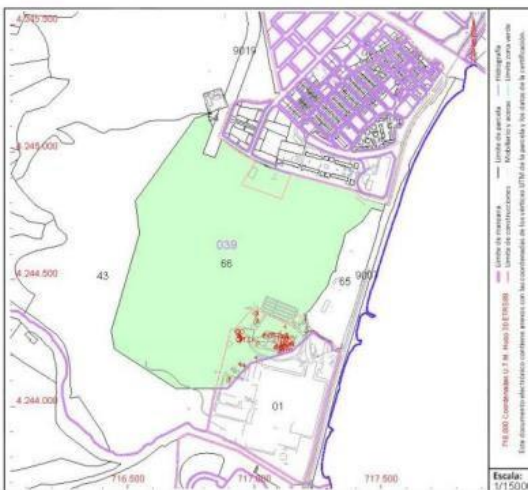 4.245.500
9019
4.245.000
039
66
4.244.500
43
65
9007
01
4.244.000
716.500
717.000
717.500
Límite de manzana
Límite de parcela
Hidrografía
Límite de construcciones
Mobiliario y aceras
Límite zona verde
Coordenadas U.T.M. Huso 30 ETRS89
Este documento electrónico contiene anexos con las coordenadas de los vértices UTM de la parcela y los datos de la certificación.
Escala:
1/15000